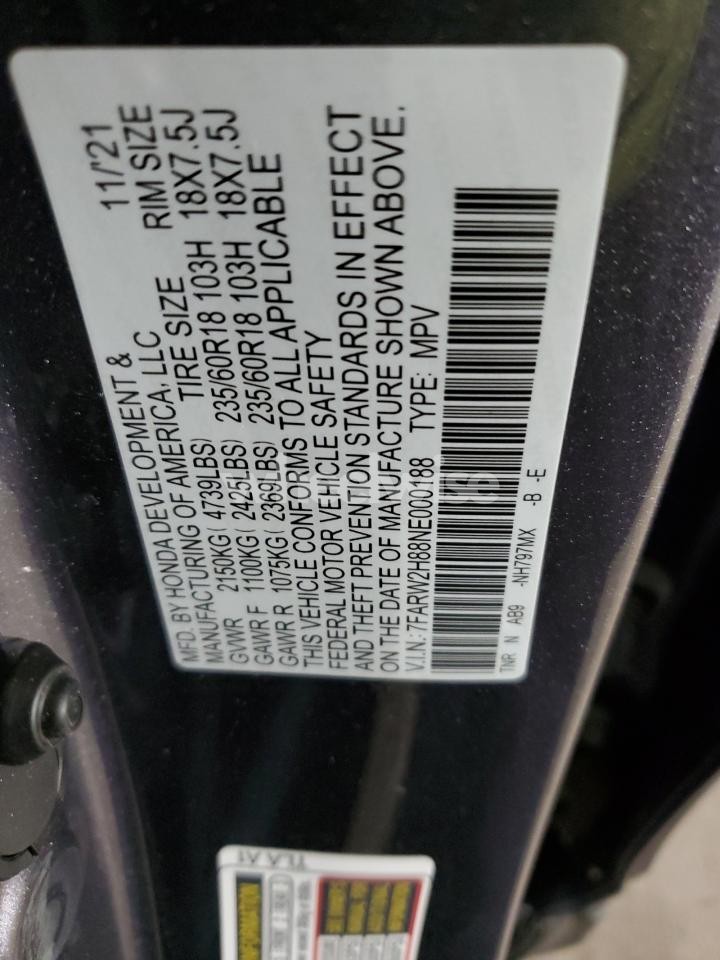 MFD. BY HONDA DEVELOPMENT & 11/'21
MANUFACTURING OF AMERICA, LLC
TIRE SIZE RIM SIZE
GVWR 2150KG( 4739LBS)
GAWR F 1100KG( 2425LBS) 235/60R18 103H 18X7.5J
GAWR R 1075KG( 2369LBS) 235/60R18 103H 18X7.5J
THIS VEHICLE CONFORMS TO ALL APPLICABLE
FEDERAL MOTOR VEHICLE SAFETY
AND THEFT PREVENTION STANDARDS IN EFFECT
ON THE DATE OF MANUFACTURE SHOWN ABOVE.
V.I.N.: 7FARW2H88NE000188 TYPE: MPV
TNR N AB9 -NH797MX -B -E
TLA A1